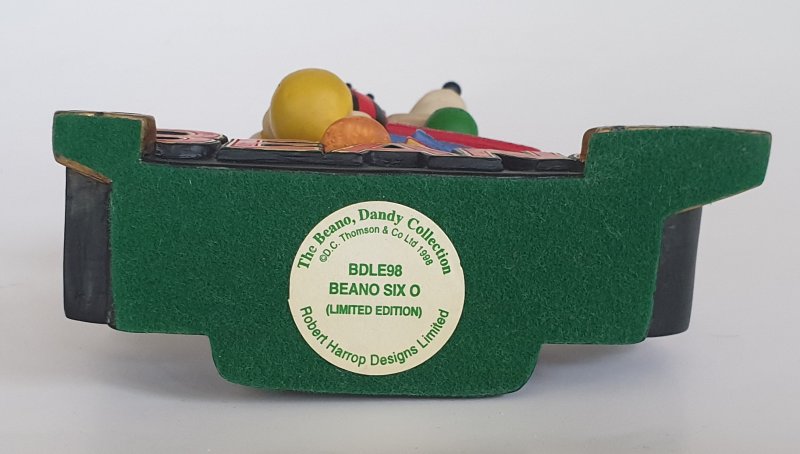 The Beano, Dandy Collection
©D.C. Thomson & Co Ltd 1998
BDLE98
BEANO SIX O
(LIMITED EDITION)
Robert Harrop Designs Limited